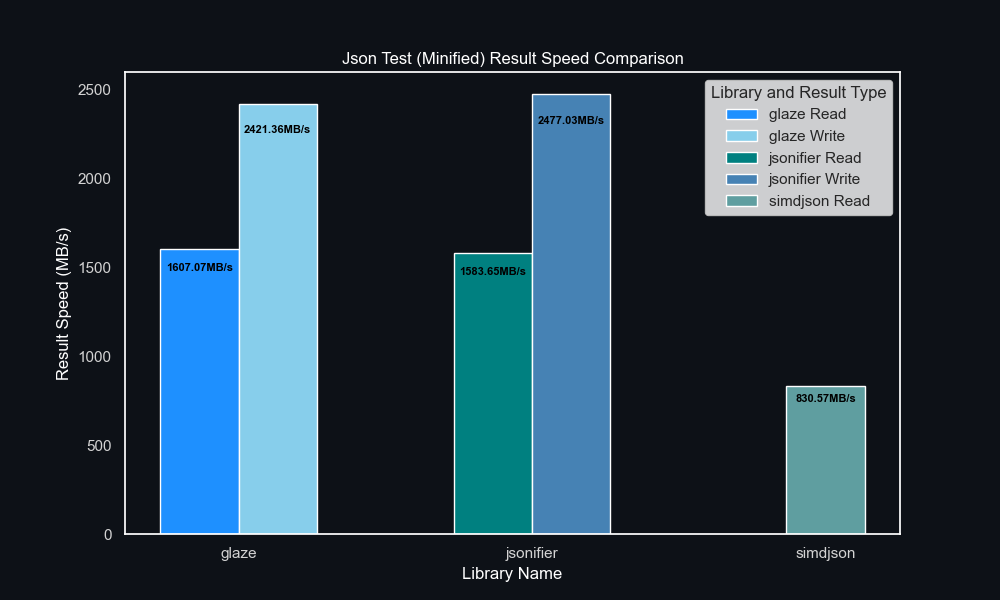 Json Test (Minified) Result Speed Comparison
Library and Result Type
glaze Read
glaze Write
jsonifier Read
jsonifier Write
simdjson Read
2500
2000
1500
1000
500
0
Result Speed (MB/s)
1607.07MB/s
2421.36MB/s
1583.65MB/s
2477.03MB/s
830.57MB/s
glaze
jsonifier
simdjson
Library Name